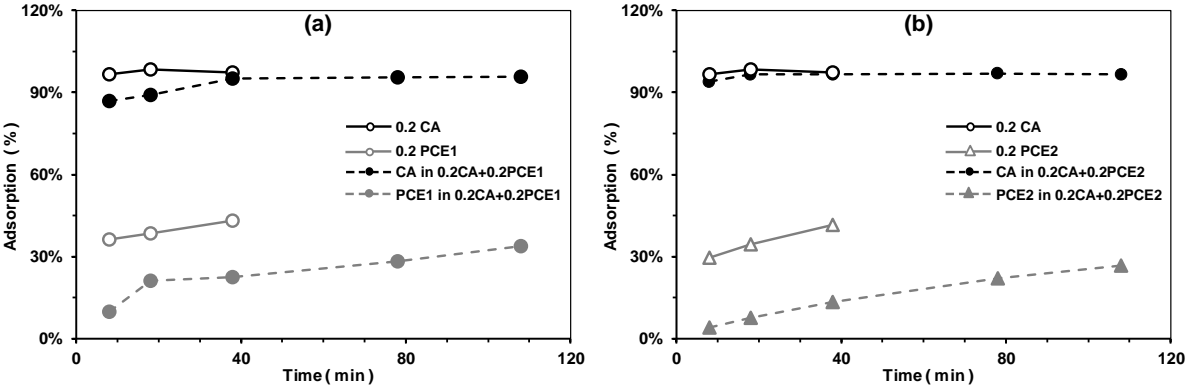 (a)
120%
90%
60%
30%
0%
Adsorption (%)
0 40 80 120
Time (min)
0.2 CA
0.2 PCE1
CA in 0.2CA+0.2PCE1
PCE1 in 0.2CA+0.2PCE1
(b)
120%
90%
60%
30%
0%
Adsorption (%)
0 40 80 120
Time (min)
0.2 CA
0.2 PCE2
CA in 0.2CA+0.2PCE2
PCE2 in 0.2CA+0.2PCE2